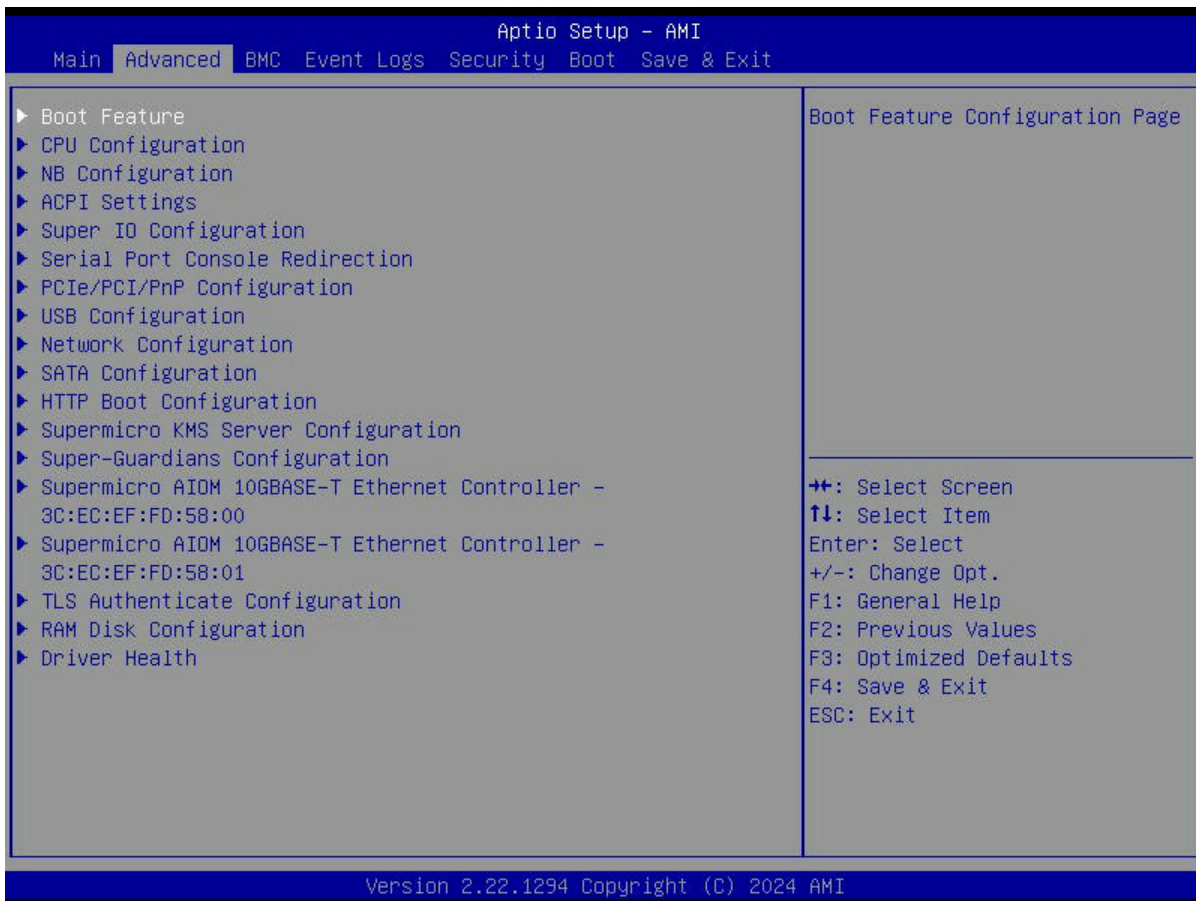 Aptio Setup – AMI
Main Advanced BMC Event Logs Security Boot Save & Exit
Boot Feature
CPU Configuration
NB Configuration
ACPI Settings
Super IO Configuration
Serial Port Console Redirection
PCIe/PCI/PnP Configuration
USB Configuration
Network Configuration
SATA Configuration
HTTP Boot Configuration
Supermicro KMS Server Configuration
Super-Guardians Configuration
Supermicro AIOM 10GBASE-T Ethernet Controller –
3C:EC:EF:FD:58:00
Supermicro AIOM 10GBASE-T Ethernet Controller –
3C:EC:EF:FD:58:01
TLS Authenticate Configuration
RAM Disk Configuration
Driver Health
Boot Feature Configuration Page
→←: Select Screen
↑↓: Select Item
Enter: Select
+/-: Change Opt.
F1: General Help
F2: Previous Values
F3: Optimized Defaults
F4: Save & Exit
ESC: Exit
Version 2.22.1294 Copyright (C) 2024 AMI